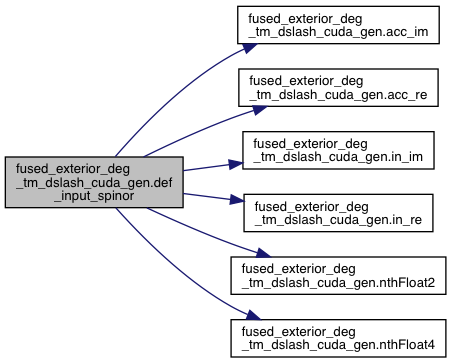 fused_exterior_deg
_tm_dslash_cuda_gen.def
_input_spinor
fused_exterior_deg
_tm_dslash_cuda_gen.acc_im
fused_exterior_deg
_tm_dslash_cuda_gen.acc_re
fused_exterior_deg
_tm_dslash_cuda_gen.in_im
fused_exterior_deg
_tm_dslash_cuda_gen.in_re
fused_exterior_deg
_tm_dslash_cuda_gen.nthFloat2
fused_exterior_deg
_tm_dslash_cuda_gen.nthFloat4